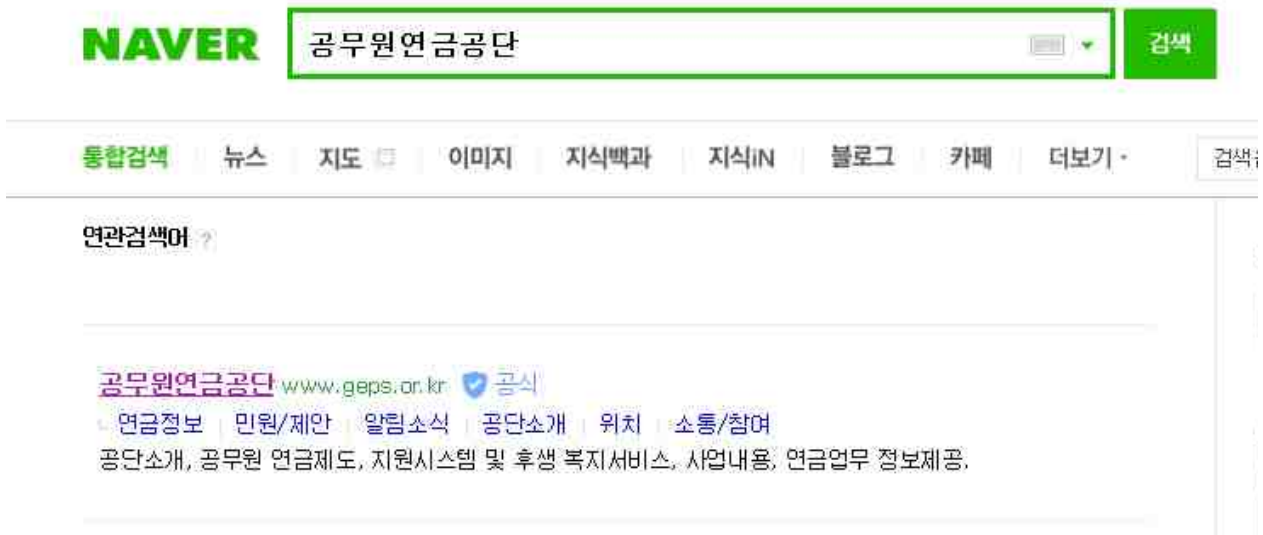 NAVER 공무원연금공단 검색
통합검색 뉴스 지도 이미지 지식백과 지식iN 블로그 카페 더보기 검색
연관검색어 ?
공무원연금공단 www.geps.or.kr 공식
연금정보 민원/제안 알림소식 공단소개 위치 소통/참여
공단소개, 공무원 연금제도, 지원시스템 및 후생 복지서비스, 사업내용, 연금업무 정보제공.